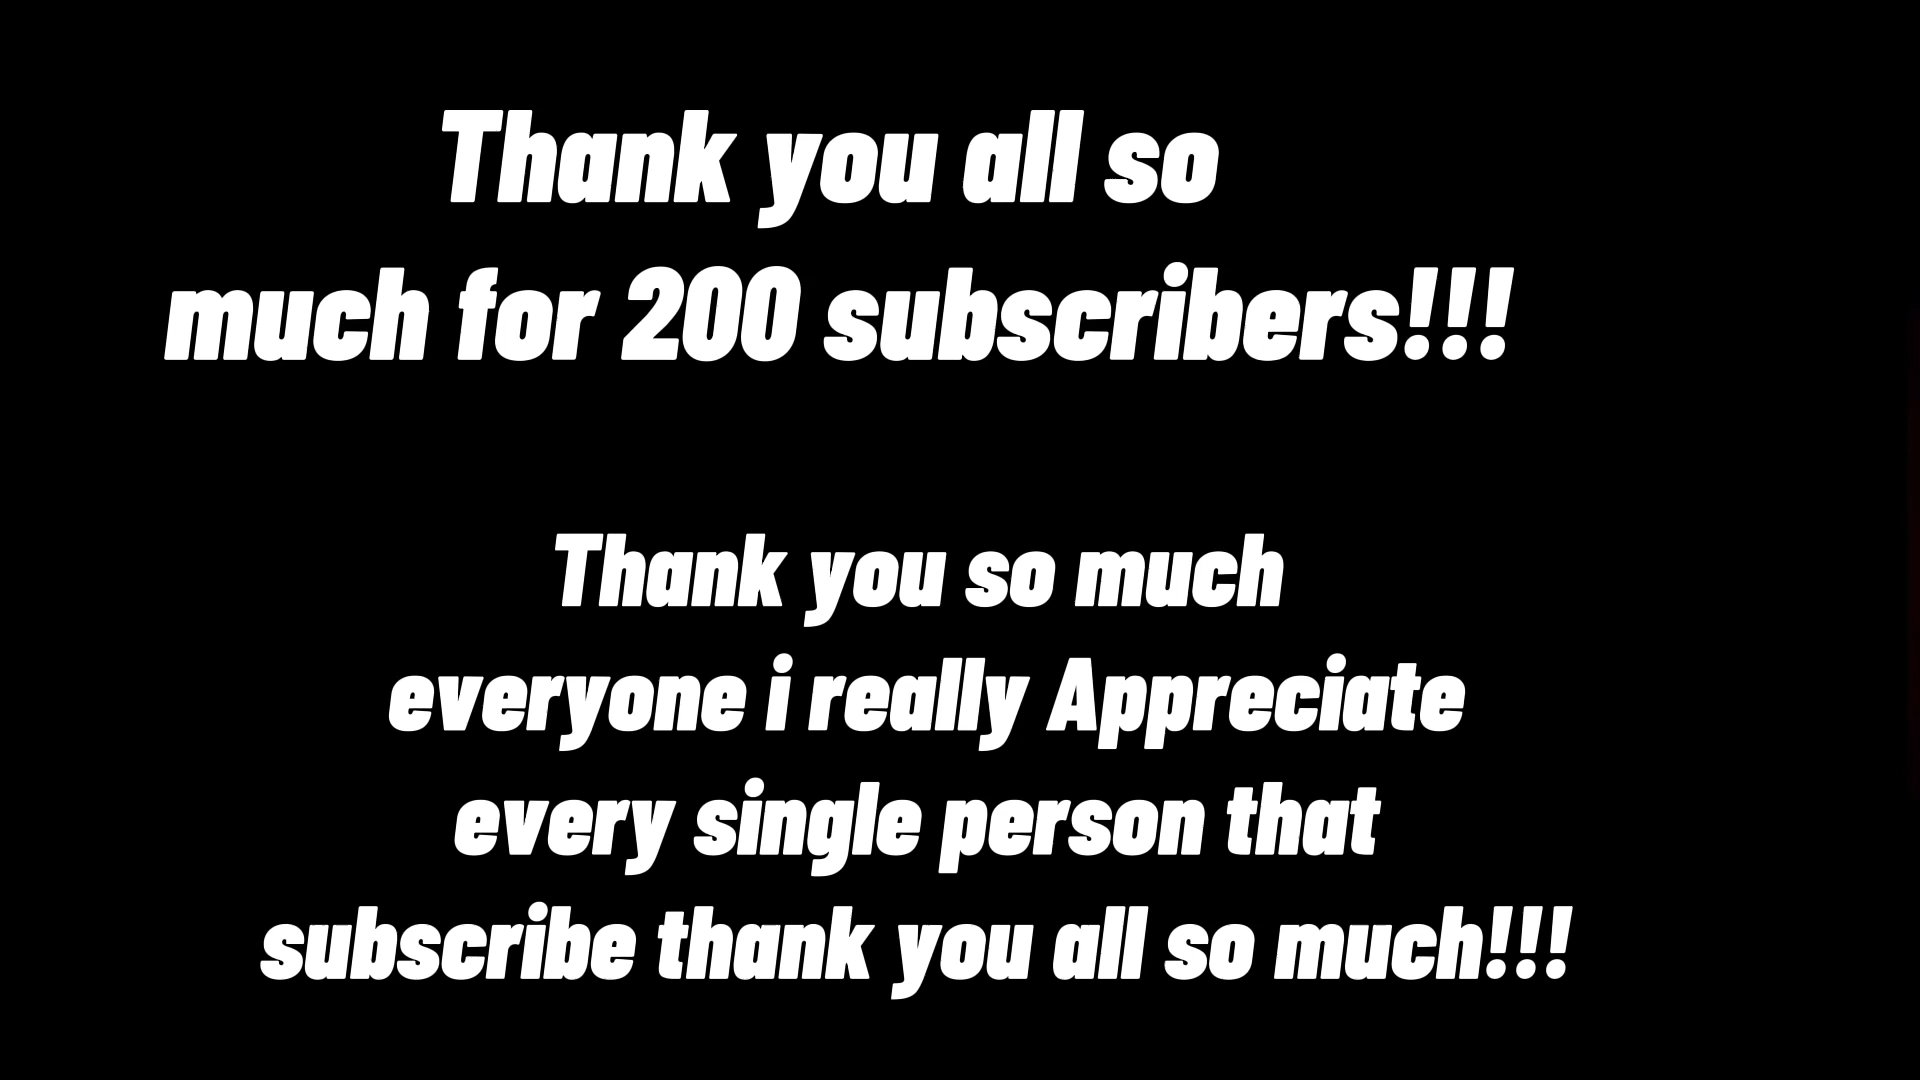 Thank you all so
much for 200 subscribers!!!
Thank you so much
everyone i really Appreciate
every single person that
subscribe thank you all so much!!!